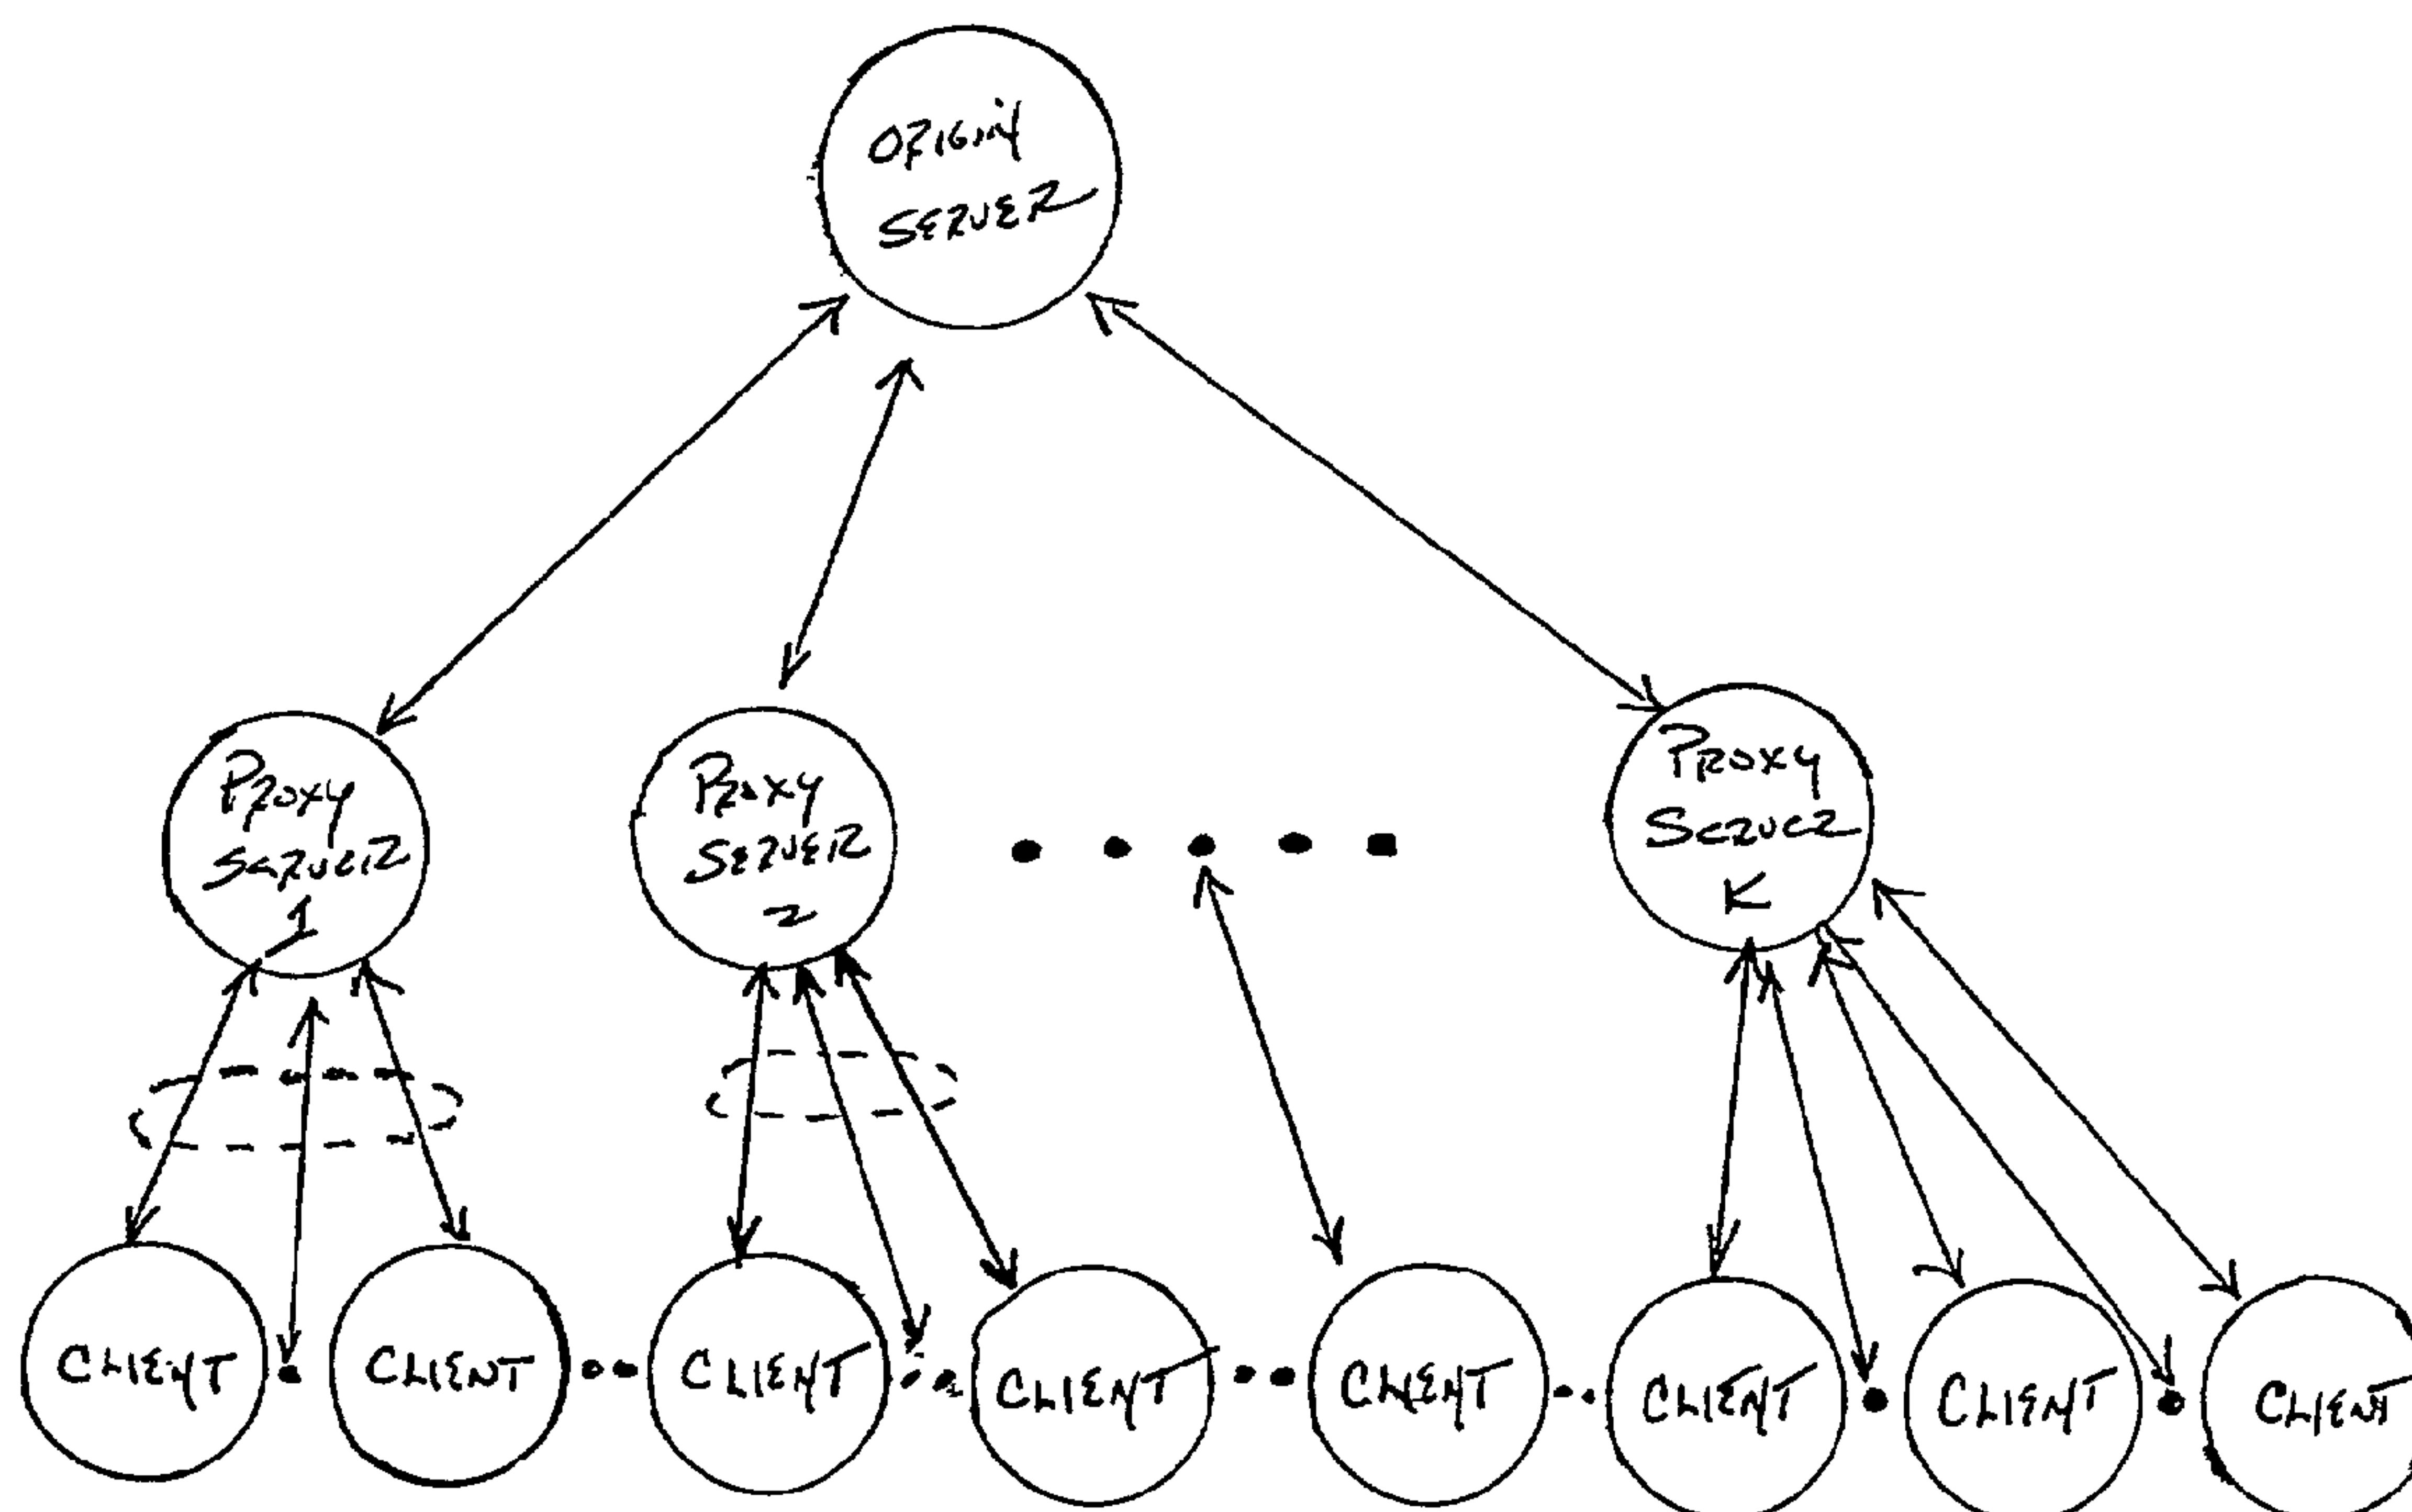 ORIGIN
SERVER
PROXY
SERVER
1
PROXY
SERVER
2
PROXY
SERVER
K
CLIENT
CLIENT
CLIENT
CLIENT
CLIENT
CLIENT
CLIENT
CLIENT